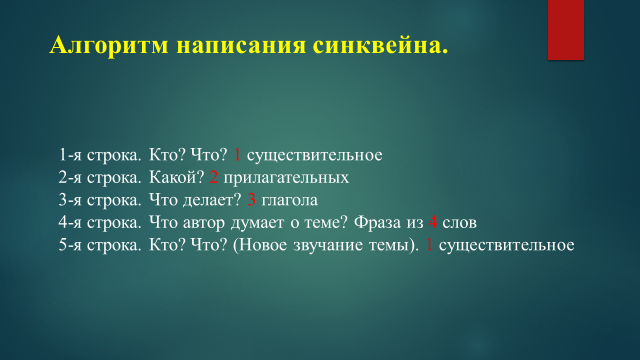 Алгоритм написания синквейна.
1-я строка. Кто? Что? 1 существительное
2-я строка. Какой? 2 прилагательных
3-я строка. Что делает? 3 глагола
4-я строка. Что автор думает о теме? Фраза из 4 слов
5-я строка. Кто? Что? (Новое звучание темы). 1 существительное